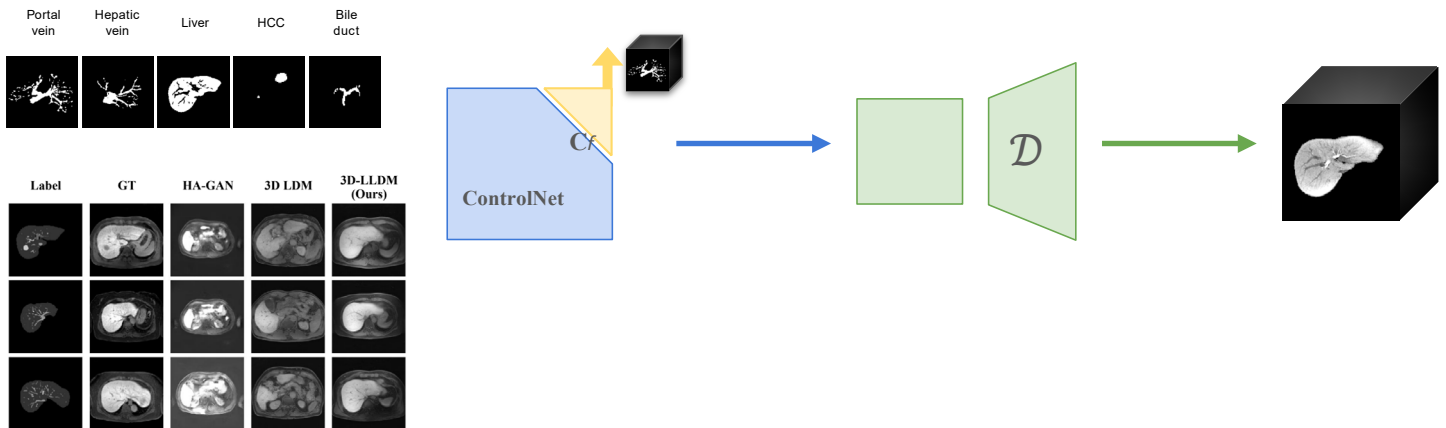 Portal
vein
Hepatic
vein
Liver
HCC
Bile
duct
Label
GT
HA-GAN
3D LDM
3D-LLDM
(Ours)
Cf
ControlNet
𝒟